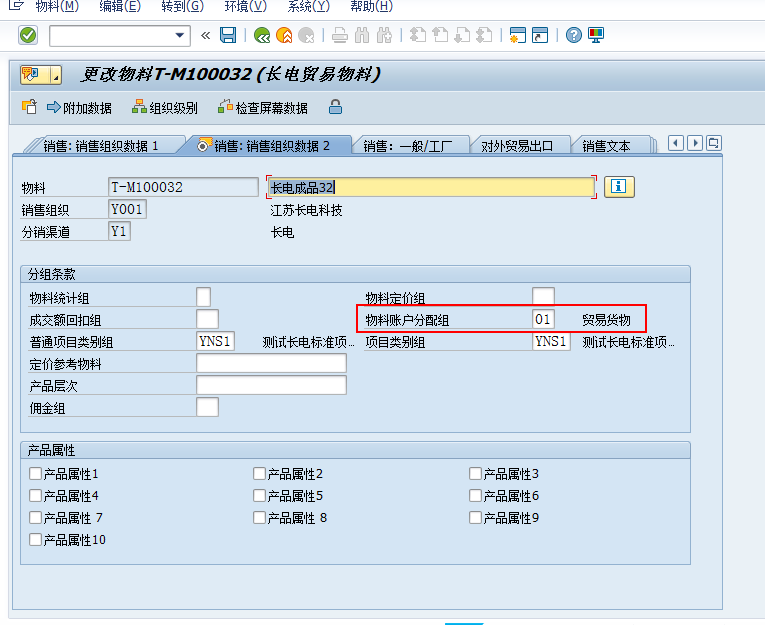 物料(M) 编辑(E) 转到(G) 环境(V) 系统(Y) 帮助(H)
更改物料T-M100032 (长电贸易物料)
附加数据 组织级别 检查屏幕数据
销售: 销售组织数据 1 销售: 销售组织数据 2 销售: 一般/工厂 对外贸易出口 销售文本
物料 T-M100032 长电成品32
销售组织 Y001 江苏长电科技
分销渠道 Y1 长电
分组条款
物料统计组 物料定价组
成交额回扣组 物料账户分配组 01 贸易货物
普通项目类别组 YNS1 测试长电标准项… 项目类别组 YNS1 测试长电标准项…
定价参考物料
产品层次
佣金组
产品属性
产品属性1 产品属性2 产品属性3
产品属性4 产品属性5 产品属性6
产品属性 7 产品属性 8 产品属性9
产品属性10